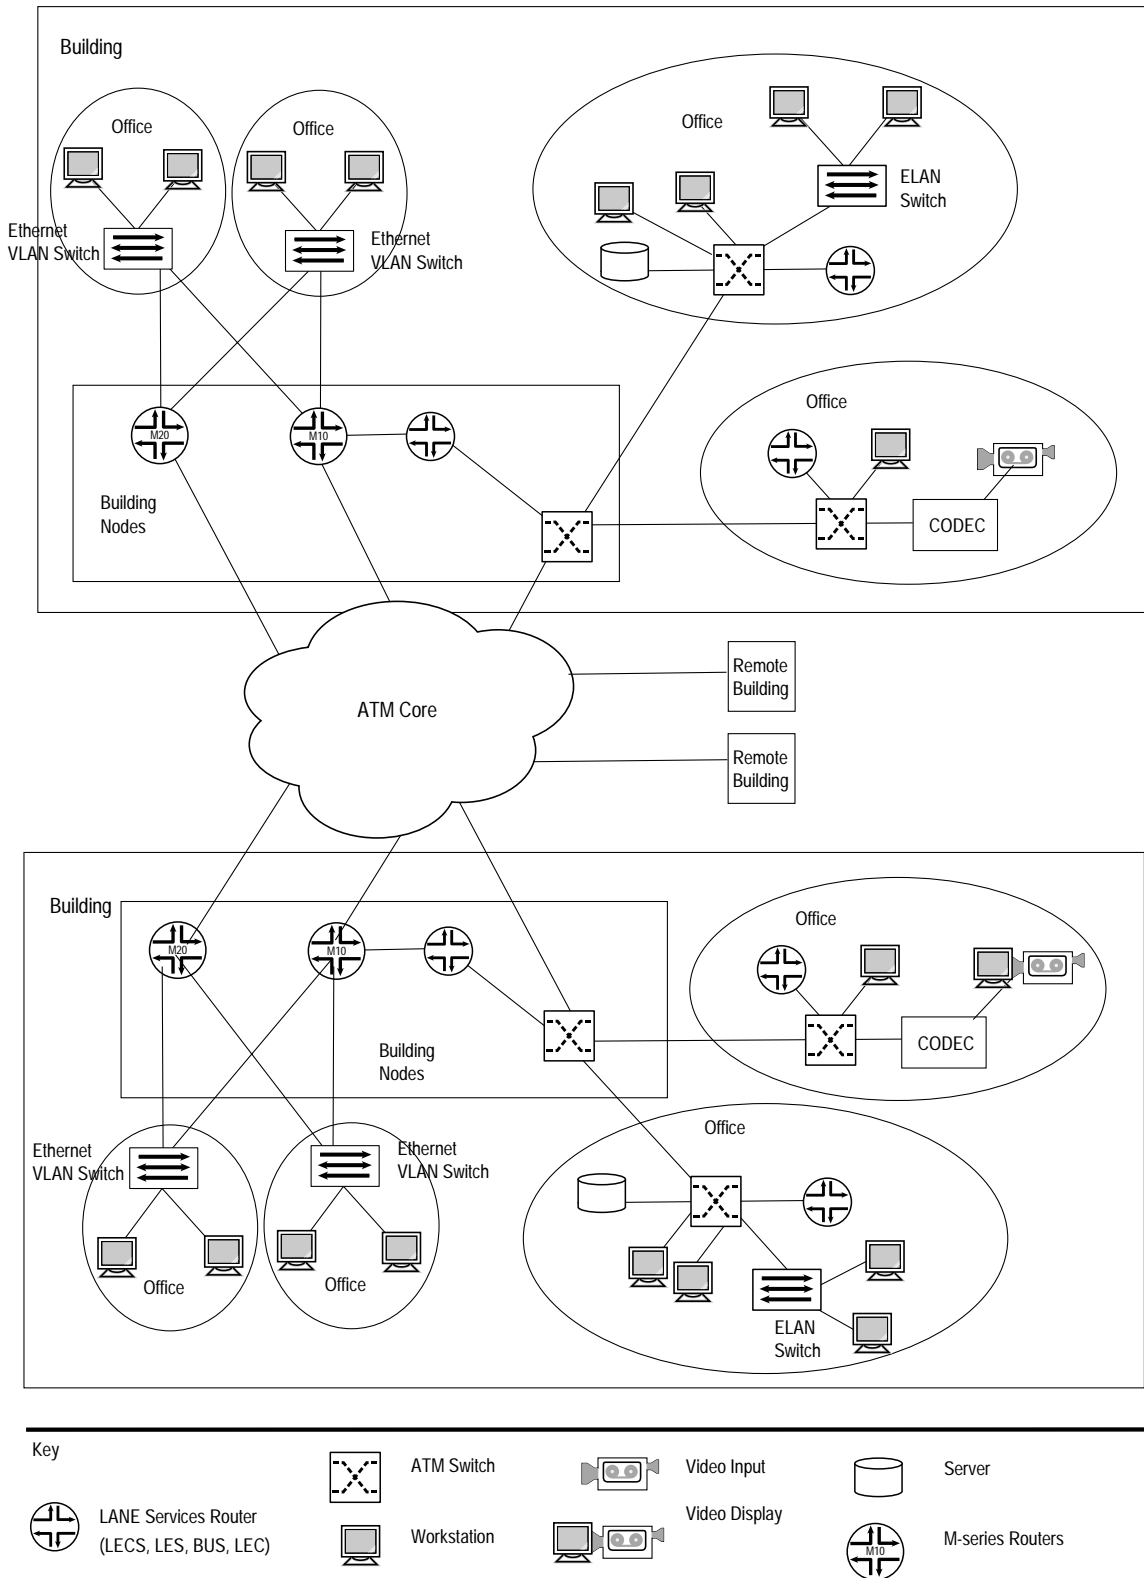 Building
Office
Office
Office
Ethernet
VLAN Switch
Ethernet
VLAN Switch
ELAN
Switch
Office
M20
M10
Building
Nodes
CODEC
ATM Core
Remote
Building
Remote
Building
Building
M20
M10
Office
Building
Nodes
CODEC
Ethernet
VLAN Switch
Ethernet
VLAN Switch
Office
Office
Office
ELAN
Switch
Key
ATM Switch
Video Input
Server
LANE Services Router
(LECS, LES, BUS, LEC)
Workstation
Video Display
M10
M-series Routers